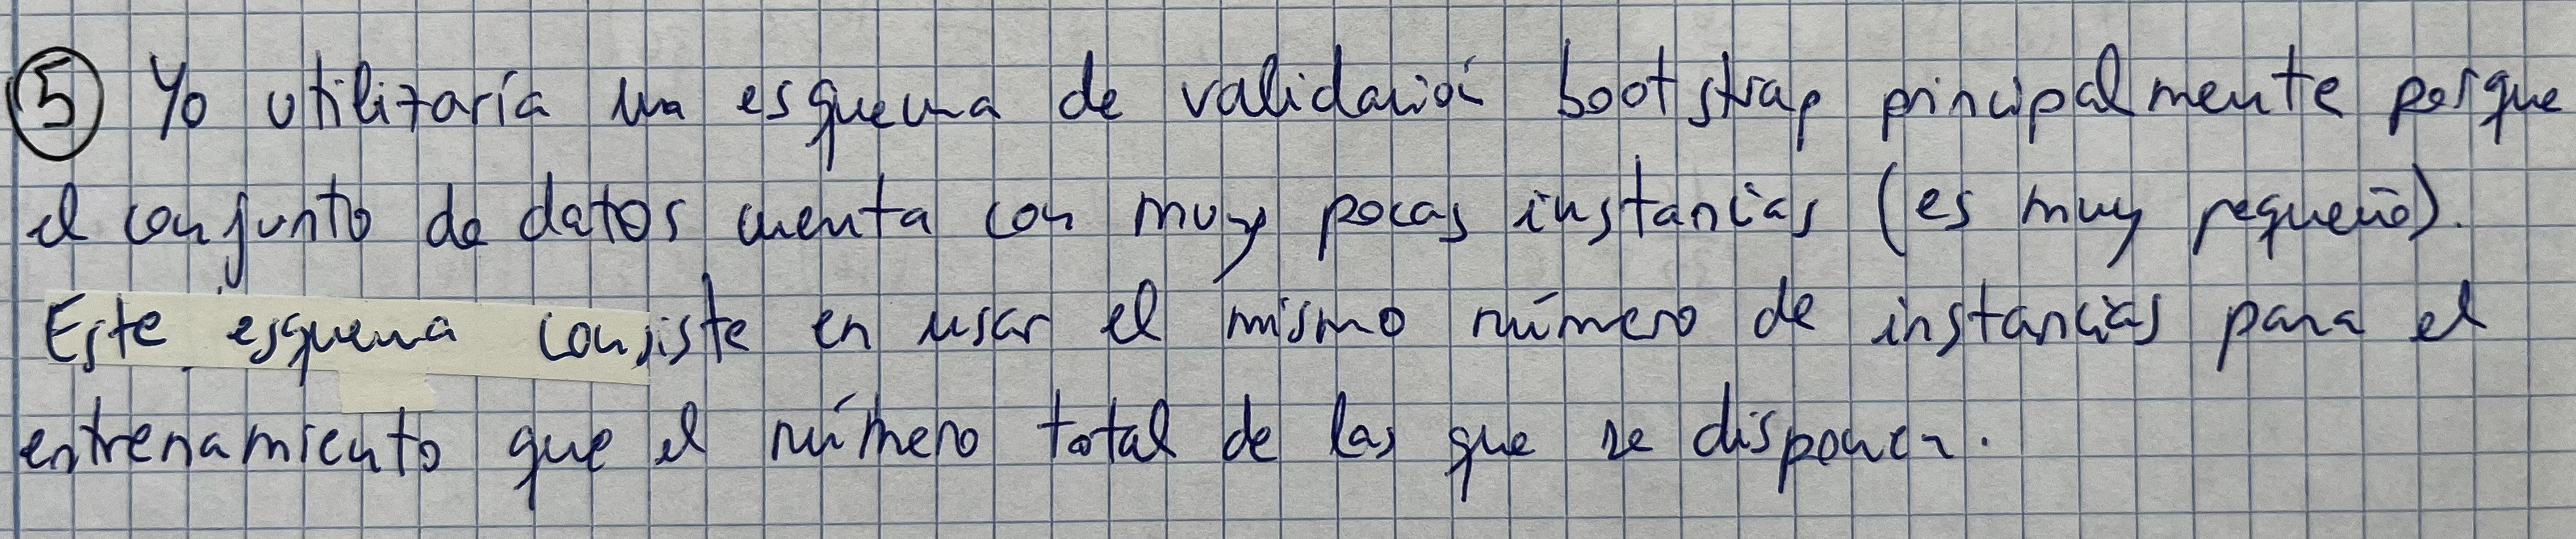 5 Yo utilizaría un esquema de validación bootstrap principalmente porque
el conjunto de datos cuenta con muy pocas instancias (es muy pequeño).
Este esquema consiste en usar el mismo número de instancias para el
entrenamiento que el número total de las que se disponen.